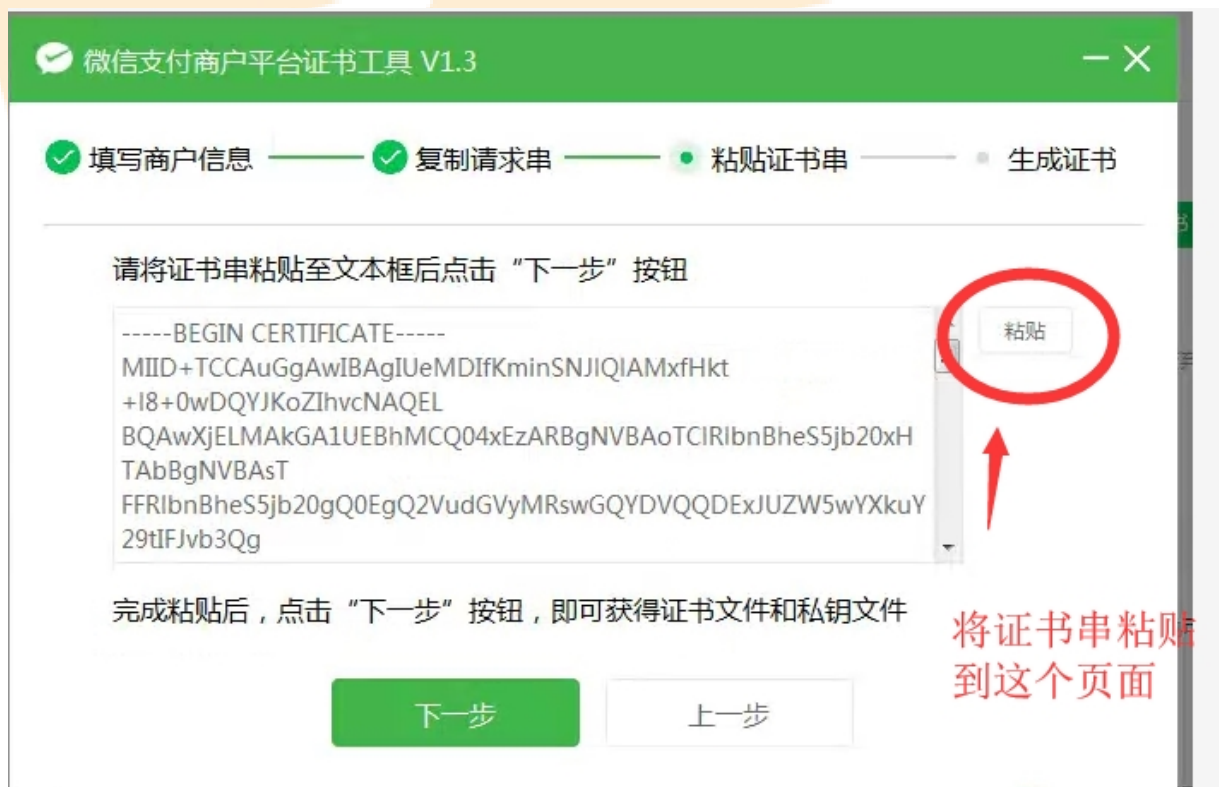 微信支付商户平台证书工具 V1.3
填写商户信息 复制请求串 粘贴证书串 生成证书
请将证书串粘贴至文本框后点击“下一步”按钮
-----BEGIN CERTIFICATE-----
MIID+TCCAuGgAwIBAgIUeMDIfKminSNJlQlAMxfHkt
+l8+0wDQYJKoZIhvcNAQEL
BQAwXjELMAkGA1UEBhMCQ04xEzARBgNVBAoTClRlbnBheS5jb20xH
TAbBgNVBAsT
FFRlbnBheS5jb20gQ0EgQ2VudGVyMRswGQYDVQQDExJUZW5wYXkuY
29tIFJvb3Qg
粘贴
完成粘贴后，点击“下一步”按钮，即可获得证书文件和私钥文件
将证书串粘贴
到这个页面
下一步 上一步